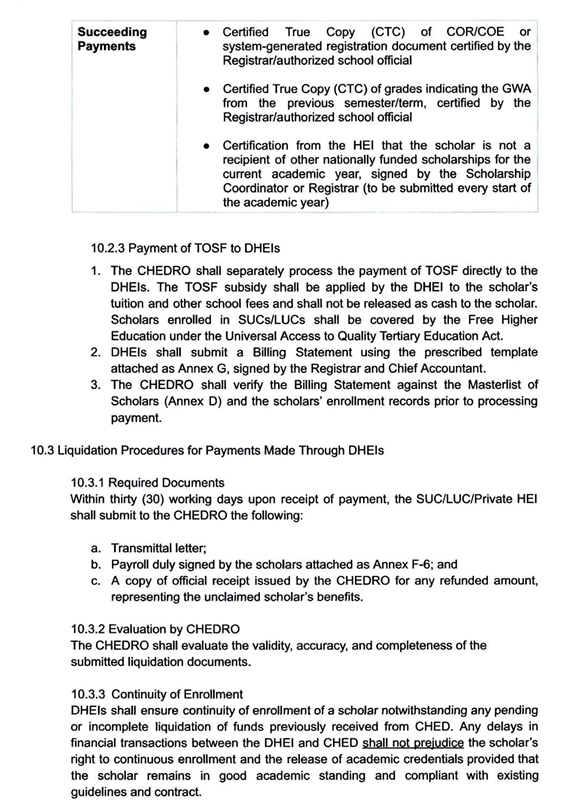 Succeeding Payments
• Certified True Copy (CTC) of COR/COE or
system-generated registration document certified by the
Registrar/authorized school official
• Certified True Copy (CTC) of grades indicating the GWA
from the previous semester/term, certified by the
Registrar/authorized school official
• Certification from the HEI that the scholar is not a
recipient of other nationally funded scholarships for the
current academic year, signed by the Scholarship
Coordinator or Registrar (to be submitted every start of
the academic year)
10.2.3 Payment of TOSF to DHEIs
1. The CHEDRO shall separately process the payment of TOSF directly to the
DHEIs. The TOSF subsidy shall be applied by the DHEI to the scholar's
tuition and other school fees and shall not be released as cash to the scholar.
Scholars enrolled in SUCs/LUCs shall be covered by the Free Higher
Education under the Universal Access to Quality Tertiary Education Act.
2. DHEIs shall submit a Billing Statement using the prescribed template
attached as Annex G, signed by the Registrar and Chief Accountant.
3. The CHEDRO shall verify the Billing Statement against the Masterlist of
Scholars (Annex D) and the scholars' enrollment records prior to processing
payment.
10.3 Liquidation Procedures for Payments Made Through DHEIs
10.3.1 Required Documents
Within thirty (30) working days upon receipt of payment, the SUC/LUC/Private HEI
shall submit to the CHEDRO the following:
a. Transmittal letter;
b. Payroll duly signed by the scholars attached as Annex F-6; and
c. A copy of official receipt issued by the CHEDRO for any refunded amount,
representing the unclaimed scholar's benefits.
10.3.2 Evaluation by CHEDRO
The CHEDRO shall evaluate the validity, accuracy, and completeness of the
submitted liquidation documents.
10.3.3 Continuity of Enrollment
DHEIs shall ensure continuity of enrollment of a scholar notwithstanding any pending
or incomplete liquidation of funds previously received from CHED. Any delays in
financial transactions between the DHEI and CHED shall not prejudice the scholar's
right to continuous enrollment and the release of academic credentials provided that
the scholar remains in good academic standing and compliant with existing
guidelines and contract.